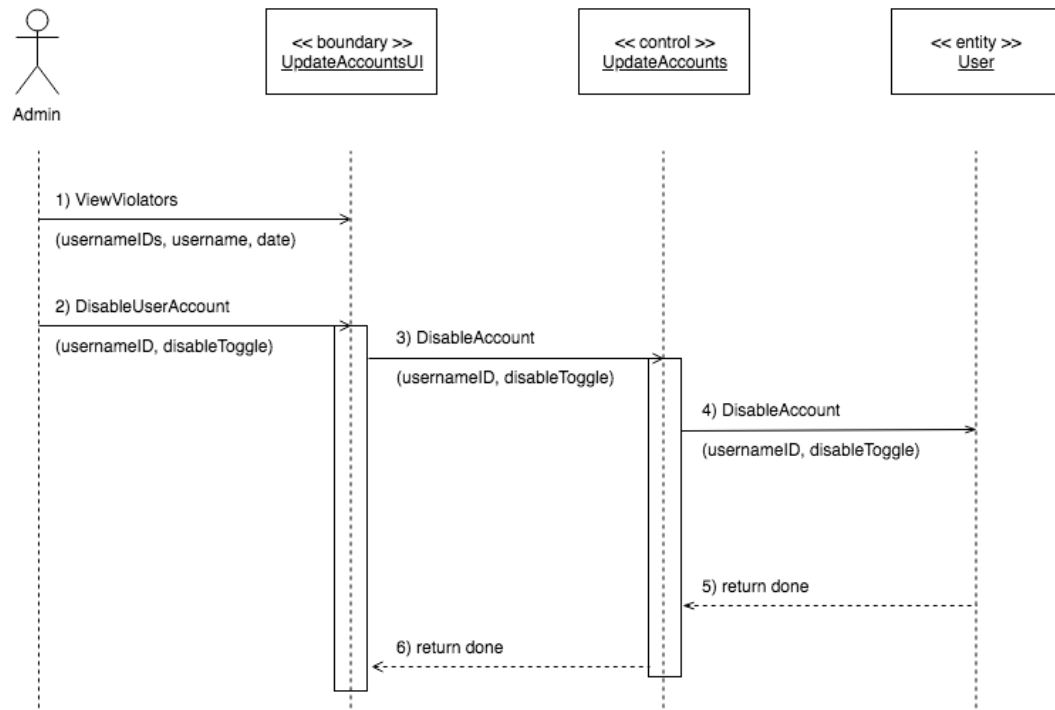 << boundary >>
UpdateAccountsUI
<< control >>
UpdateAccounts
<< entity >>
User
Admin
1) ViewViolators
(usernameIDs, username, date)
2) DisableUserAccount
(usernameID, disableToggle)
3) DisableAccount
(usernameID, disableToggle)
4) DisableAccount
(usernameID, disableToggle)
5) return done
6) return done